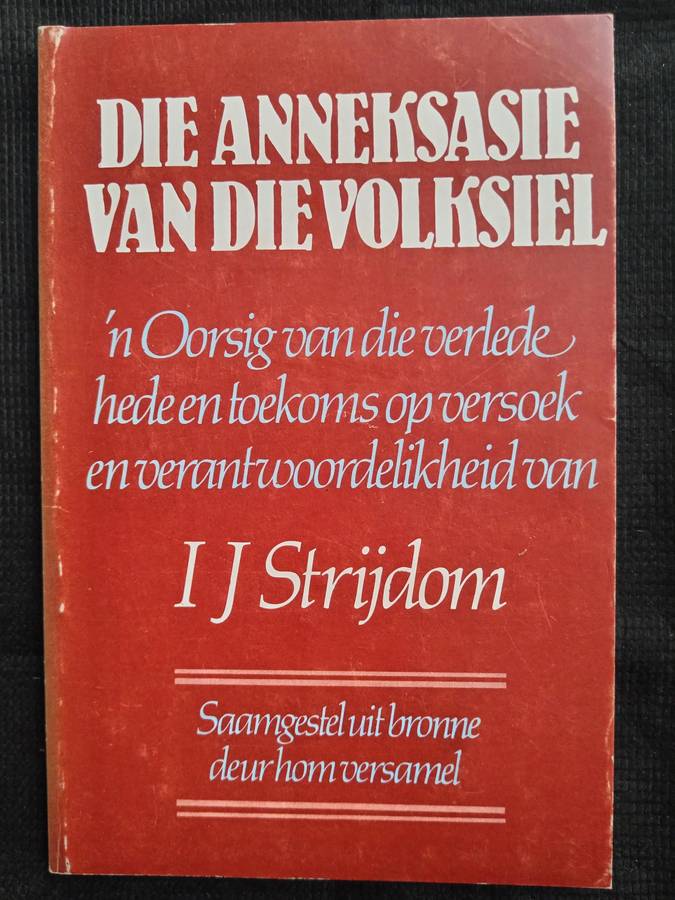 DIE ANNEKSASIE
VAN DIE VOLKSIEL
'n Oorsig van die verlede
hede en toekoms op versoek
en verantwoordelikheid van
I J Strijdom
Saamgestel uit bronne
deur hom versamel